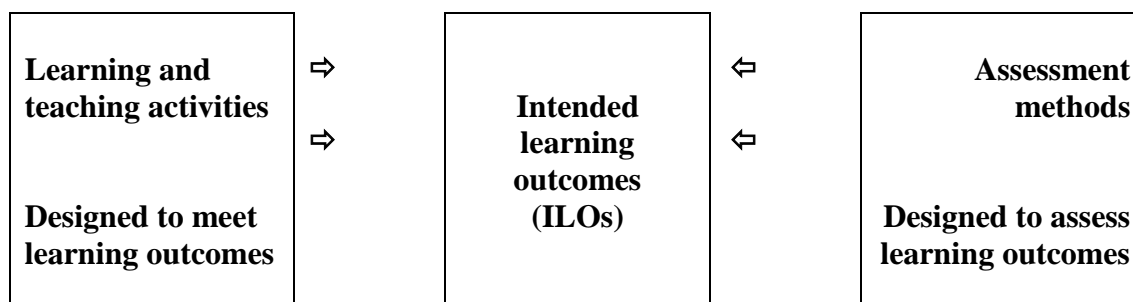 Learning and
teaching activities
Designed to meet
learning outcomes
⇨
⇨
Intended
learning
outcomes
(ILOs)
⇦
⇦
Assessment
methods
Designed to assess
learning outcomes